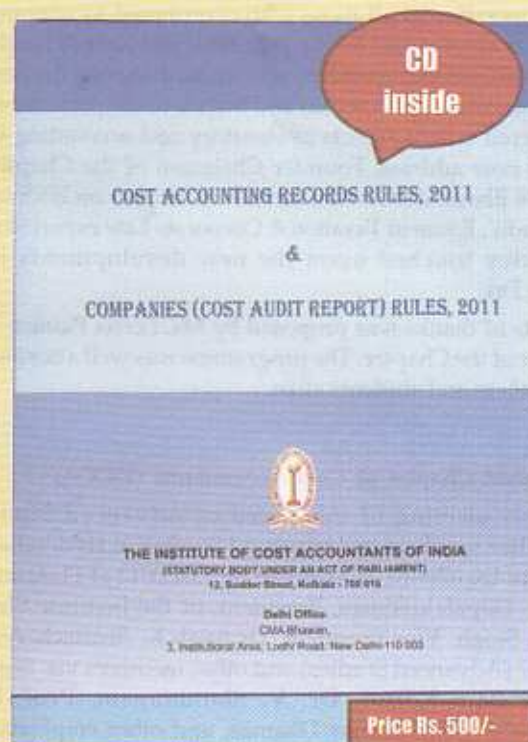 CD
inside
COST ACCOUNTING RECORDS RULES, 2011
&
COMPANIES (COST AUDIT REPORT) RULES, 2011
THE INSTITUTE OF COST ACCOUNTANTS OF INDIA
(STATUTORY BODY UNDER AN ACT OF PARLIAMENT)
12, Sudder Street, Kolkata - 700 016
Delhi Office
CMA Bhawan,
3, Institutional Area, Lodhi Road, New Delhi-110 003
Price Rs. 500/-